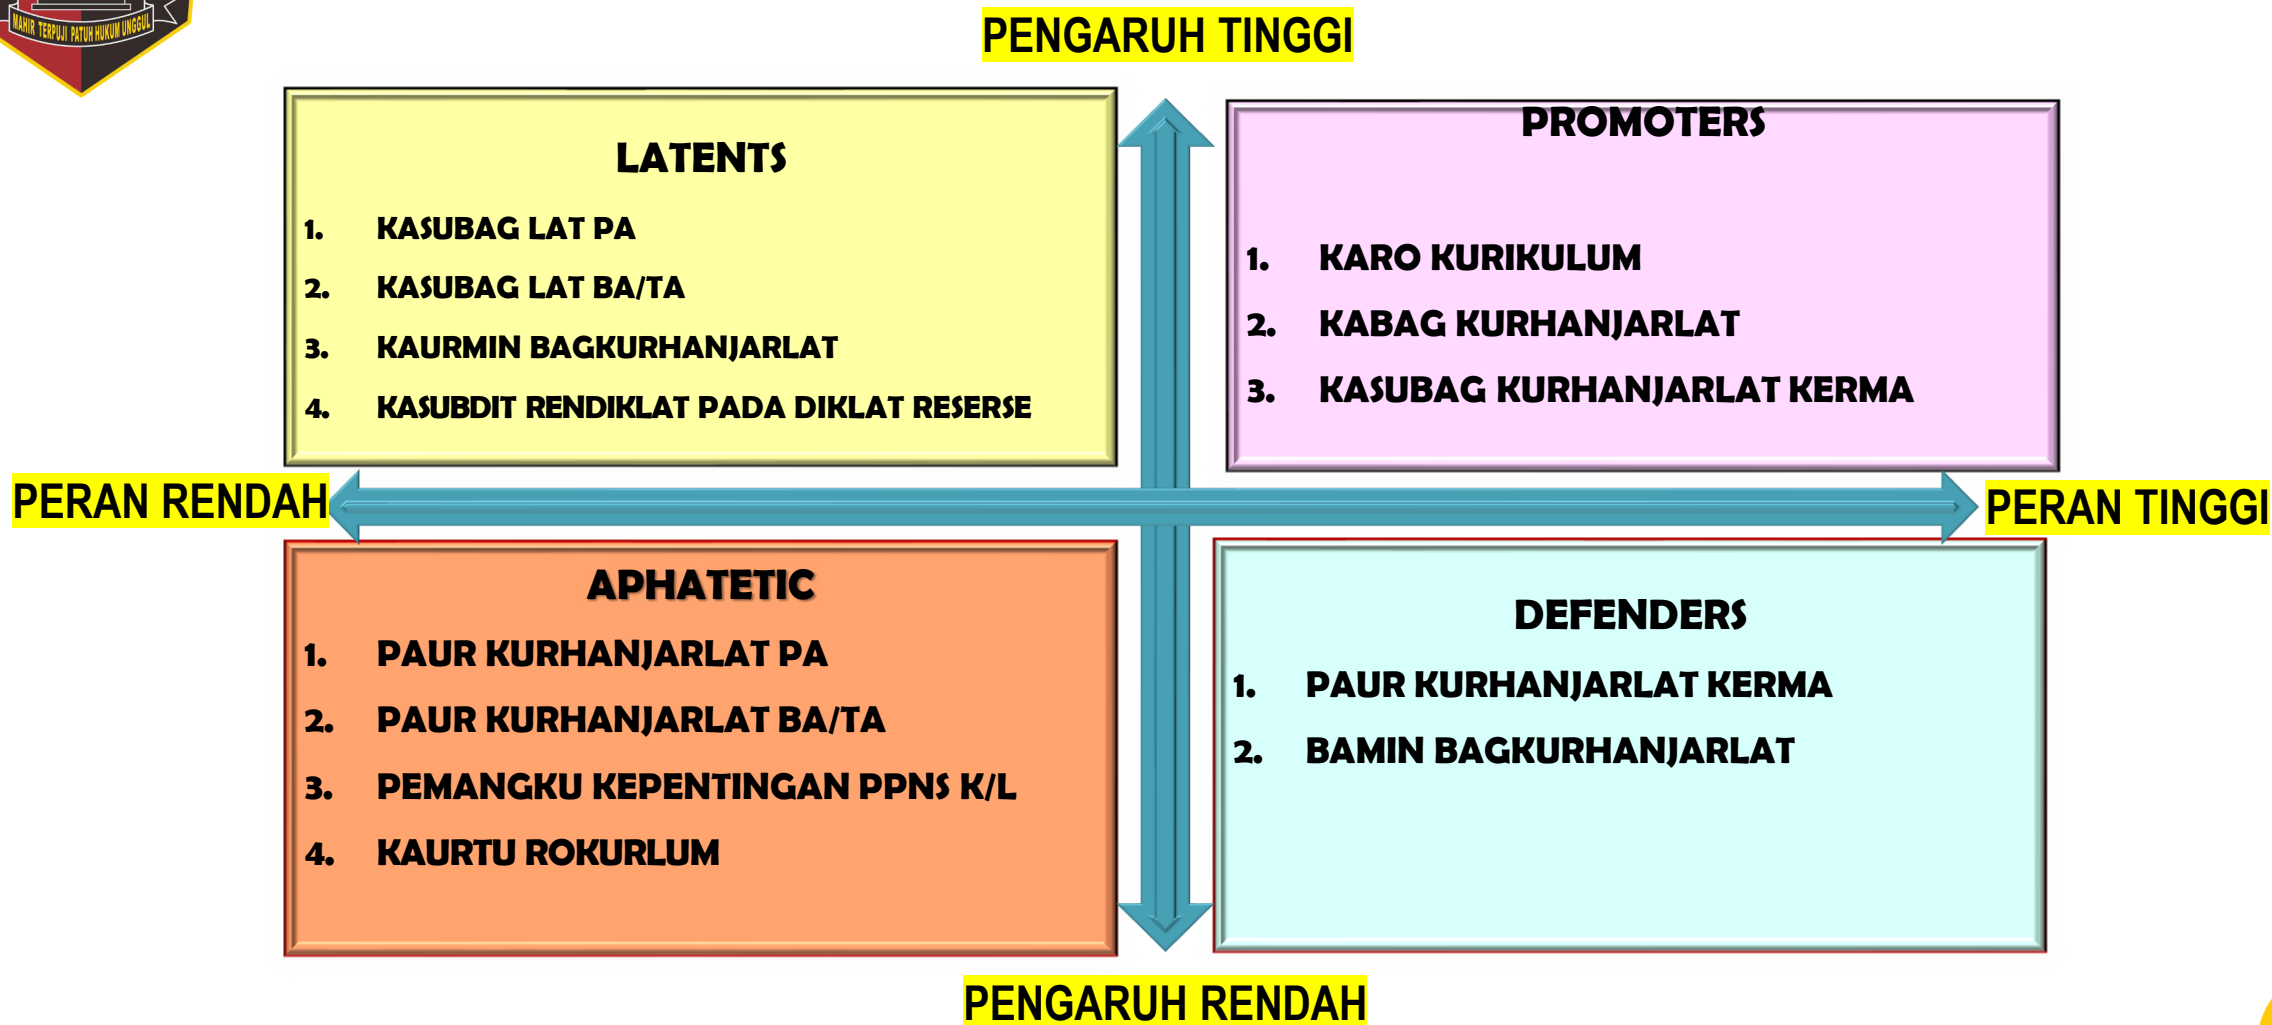 MAHIR TERPUJI PATUH HUKUM UNGGUL
PENGARUH TINGGI
LATENTS
1. KASUBAG LAT PA
2. KASUBAG LAT BA/TA
3. KAURMIN BAGKURHANJARLAT
4. KASUBDIT RENDIKLAT PADA DIKLAT RESERSE
PROMOTERS
1. KARO KURIKULUM
2. KABAG KURHANJARLAT
3. KASUBAG KURHANJARLAT KERMA
PERAN RENDAH
PERAN TINGGI
APHATETIC
1. PAUR KURHANJARLAT PA
2. PAUR KURHANJARLAT BA/TA
3. PEMANGKU KEPENTINGAN PPNS K/L
4. KAURTU ROKURLUM
DEFENDERS
1. PAUR KURHANJARLAT KERMA
2. BAMIN BAGKURHANJARLAT
PENGARUH RENDAH